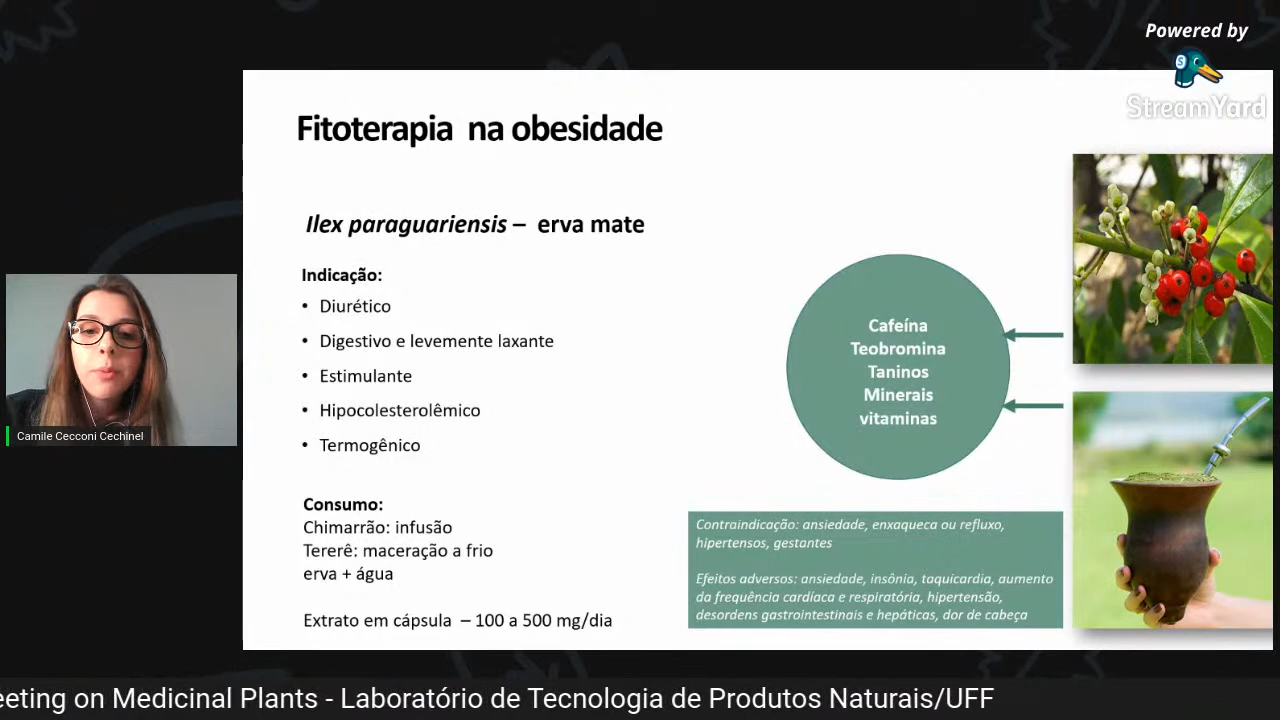 Powered by
StreamYard
Fitoterapia na obesidade
Ilex paraguariensis – erva mate
Indicação:
• Diurético
• Digestivo e levemente laxante
• Estimulante
• Hipocolesterolêmico
• Termogênico
Consumo:
Chimarrão: infusão
Tererê: maceração a frio
erva + água
Extrato em cápsula – 100 a 500 mg/dia
Cafeína
Teobromina
Taninos
Minerais
vitaminas
Contraindicação: ansiedade, enxaqueca ou refluxo,
hipertensos, gestantes
Efeitos adversos: ansiedade, insônia, taquicardia, aumento
da frequência cardíaca e respiratória, hipertensão,
desordens gastrointestinais e hepáticas, dor de cabeça
Camile Cecconi Cechinel
eeting on Medicinal Plants - Laboratório de Tecnologia de Produtos Naturais/UFF